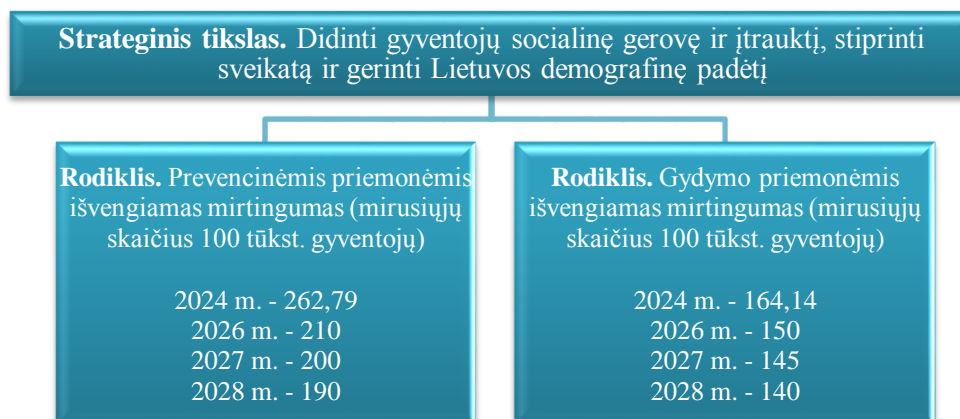 Strateginis tikslas. Didinti gyventojų socialinę gerovę ir įtrauktį, stiprinti
sveikatą ir gerinti Lietuvos demografinę padėtį
Rodiklis. Prevencinėmis priemonėmis
išvengiamas mirtingumas (mirusiųjų
skaičius 100 tūkst. gyventojų)
2024 m. - 262,79
2026 m. - 210
2027 m. - 200
2028 m. - 190
Rodiklis. Gydymo priemonėmis
išvengiamas mirtingumas (mirusiųjų
skaičius 100 tūkst. gyventojų)
2024 m. - 164,14
2026 m. - 150
2027 m. - 145
2028 m. - 140